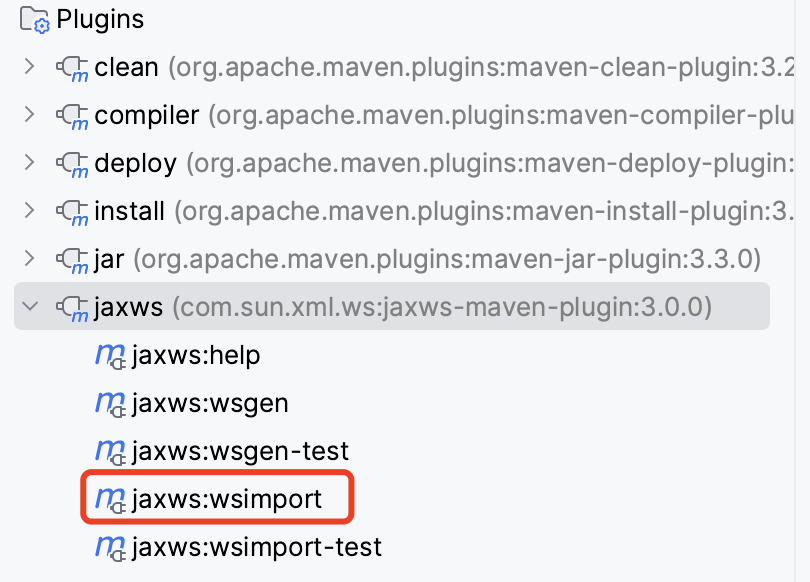 Plugins
clean (org.apache.maven.plugins:maven-clean-plugin:3.2
compiler (org.apache.maven.plugins:maven-compiler-plu
deploy (org.apache.maven.plugins:maven-deploy-plugin:
install (org.apache.maven.plugins:maven-install-plugin:3.
jar (org.apache.maven.plugins:maven-jar-plugin:3.3.0)
jaxws (com.sun.xml.ws:jaxws-maven-plugin:3.0.0)
jaxws:help
jaxws:wsgen
jaxws:wsgen-test
jaxws:wsimport
jaxws:wsimport-test